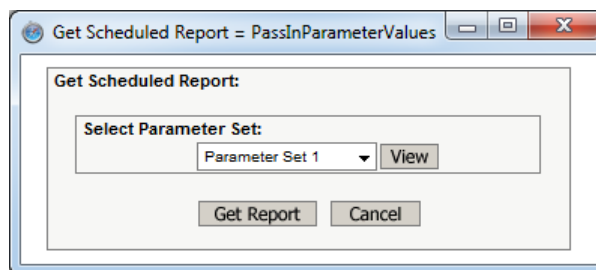 Get Scheduled Report = PassInParameterValues
Get Scheduled Report:
Select Parameter Set:
Parameter Set 1 View
Get Report Cancel